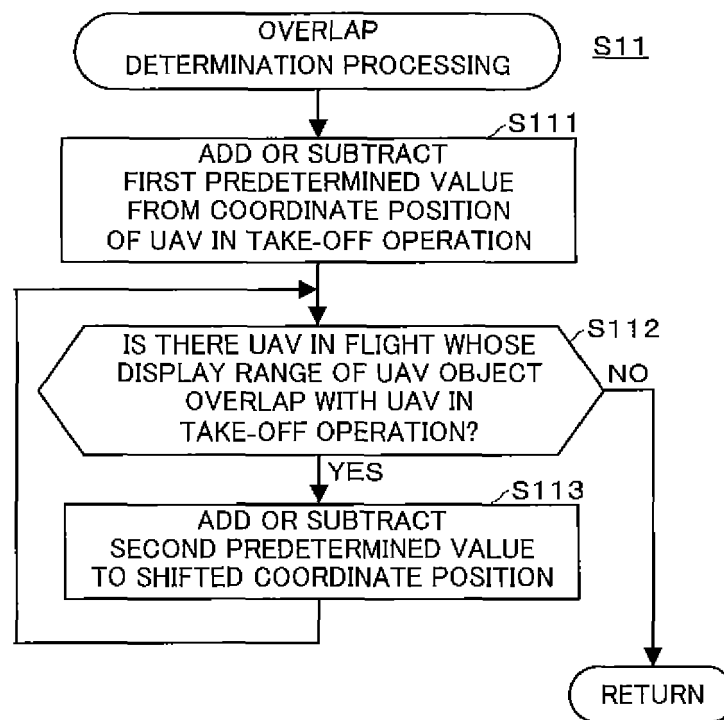 OVERLAP
DETERMINATION PROCESSING
S11
S111
ADD OR SUBTRACT
FIRST PREDETERMINED VALUE
FROM COORDINATE POSITION
OF UAV IN TAKE-OFF OPERATION
S112
IS THERE UAV IN FLIGHT WHOSE
DISPLAY RANGE OF UAV OBJECT
OVERLAP WITH UAV IN
TAKE-OFF OPERATION?
NO
YES
S113
ADD OR SUBTRACT
SECOND PREDETERMINED VALUE
TO SHIFTED COORDINATE POSITION
RETURN